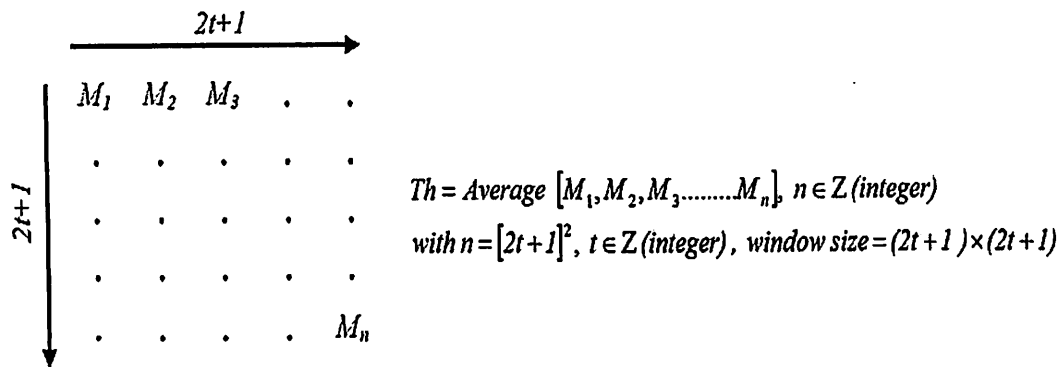 2t+1
2t+1
M₁ M₂ M₃ . .
. . . . .
. . . . .
. . . . .
. . . . Mₙ
Th = Average [M₁,M₂,M₃.........Mₙ], n ∈ Z (integer)
with n = [2t+1]², t ∈ Z (integer), window size = (2t+1)×(2t+1)